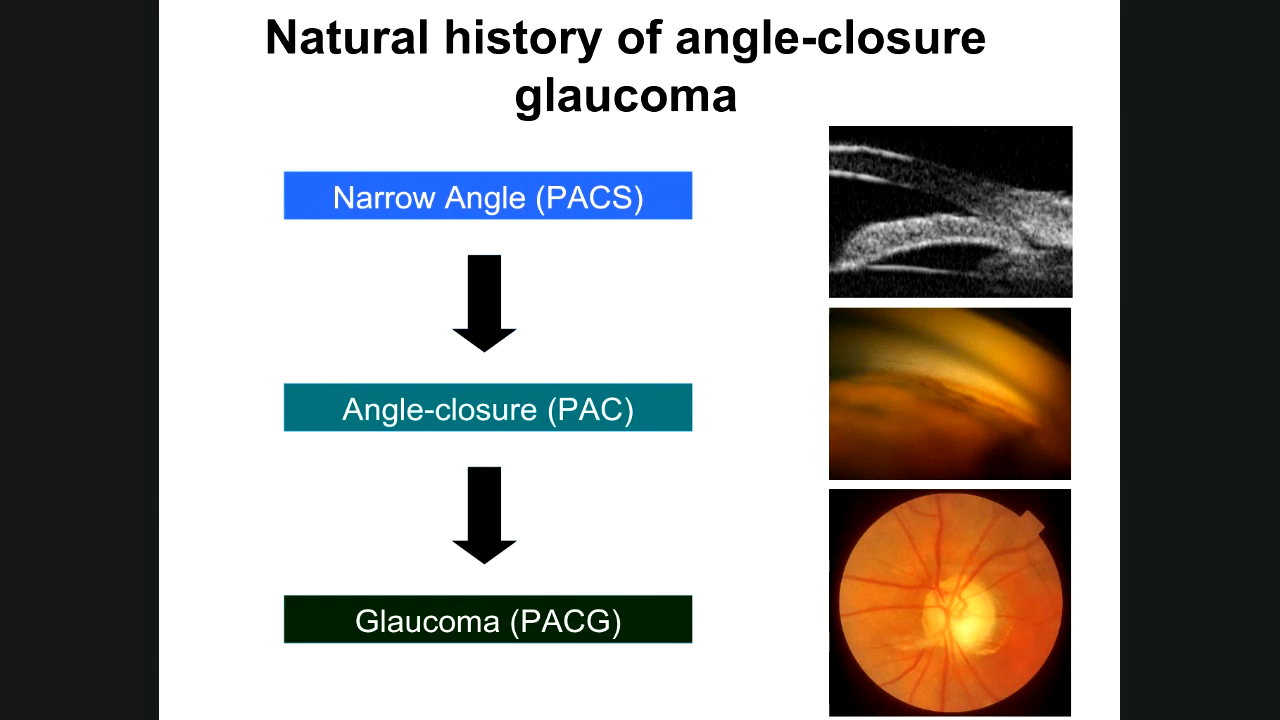 Natural history of angle-closure
glaucoma
Narrow Angle (PACS)
Angle-closure (PAC)
Glaucoma (PACG)